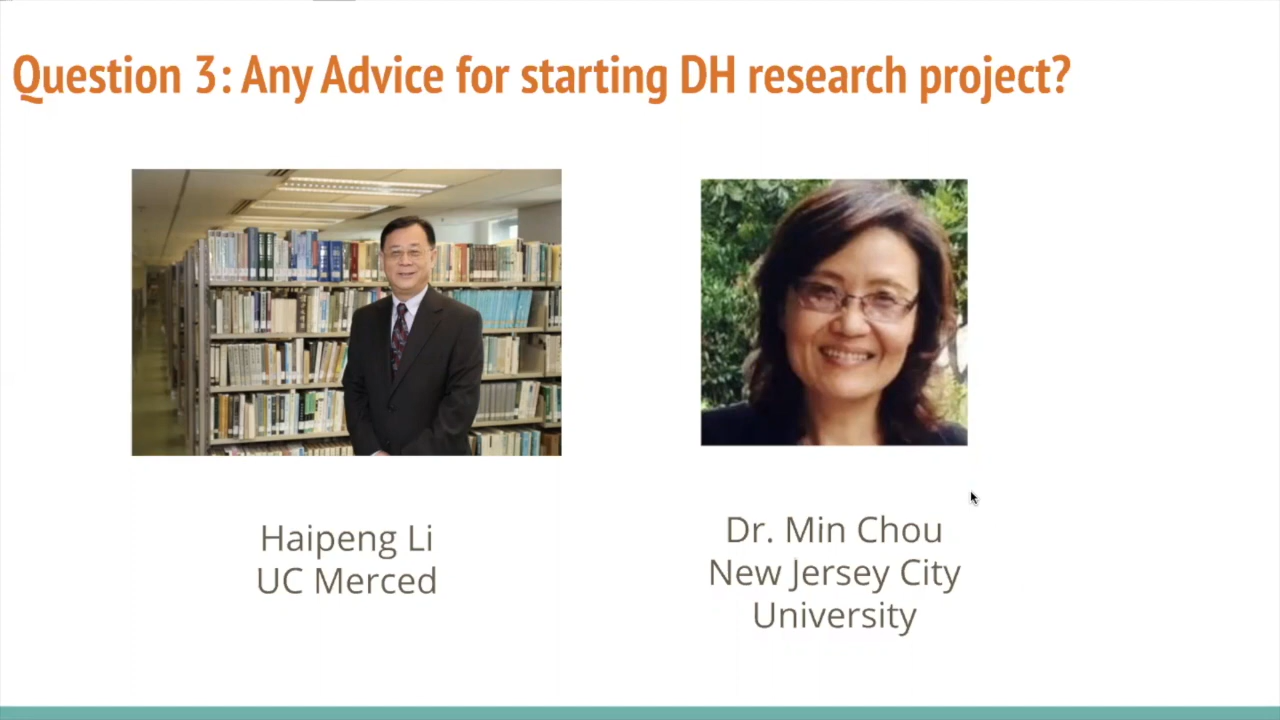 Question 3: Any Advice for starting DH research project?
Haipeng Li
UC Merced
Dr. Min Chou
New Jersey City
University